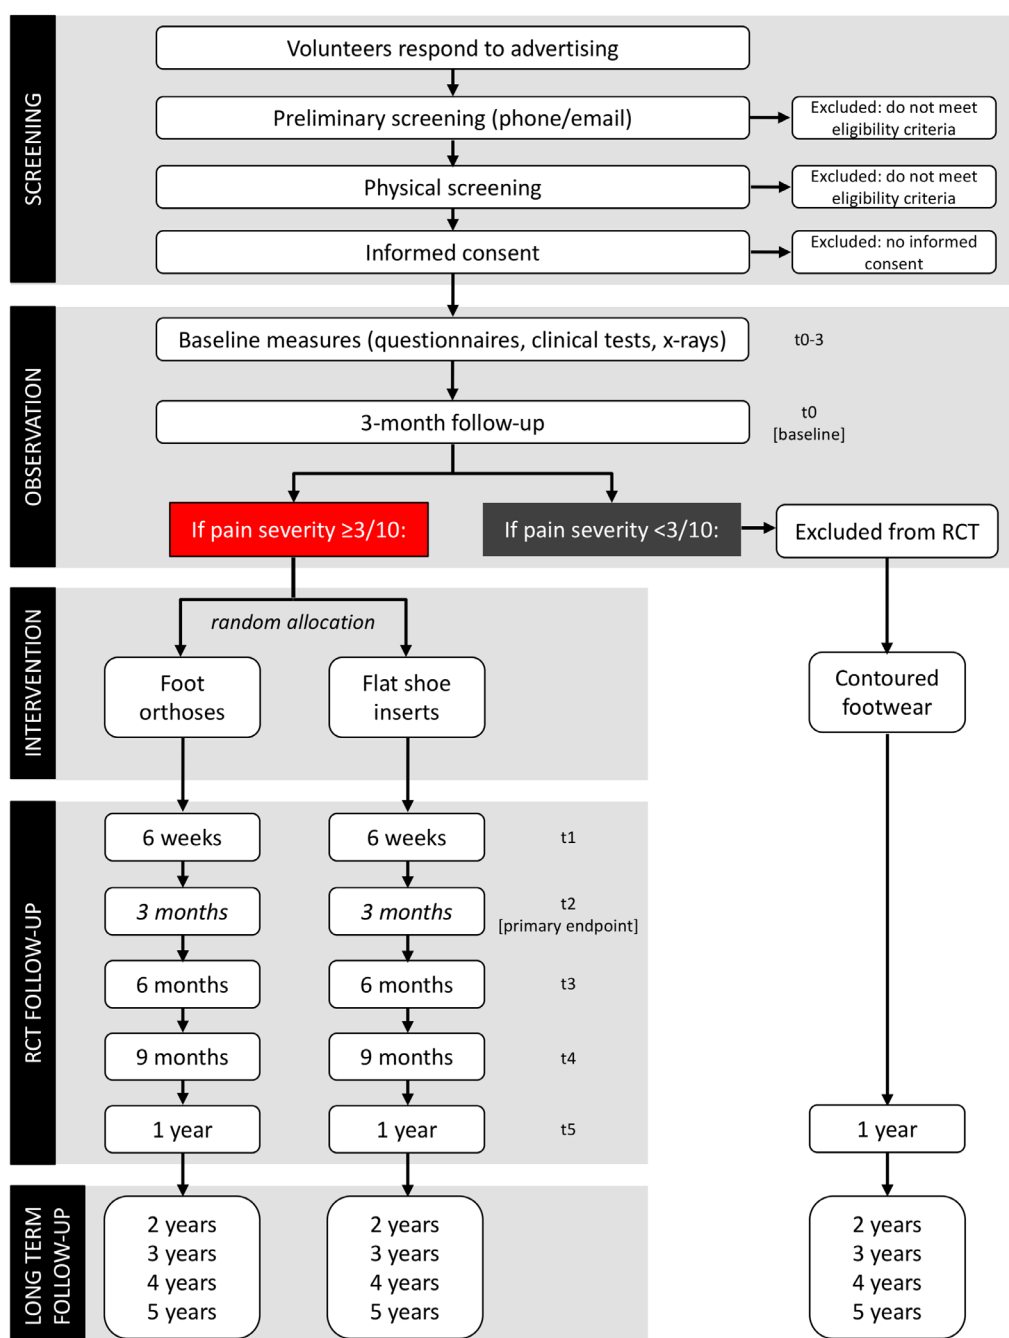 SCREENING
Volunteers respond to advertising
Preliminary screening (phone/email)
Excluded: do not meet
eligibility criteria
Physical screening
Excluded: do not meet
eligibility criteria
Informed consent
Excluded: no informed
consent
OBSERVATION
Baseline measures (questionnaires, clinical tests, x-rays)
t0-3
3-month follow-up
t0
[baseline]
If pain severity ≥3/10:
If pain severity <3/10:
Excluded from RCT
INTERVENTION
random allocation
Foot
orthoses
Flat shoe
inserts
Contoured
footwear
RCT FOLLOW-UP
6 weeks
6 weeks
t1
3 months
3 months
t2
[primary endpoint]
6 months
6 months
t3
9 months
9 months
t4
1 year
1 year
t5
1 year
LONG TERM
FOLLOW-UP
2 years
3 years
4 years
5 years
2 years
3 years
4 years
5 years
2 years
3 years
4 years
5 years